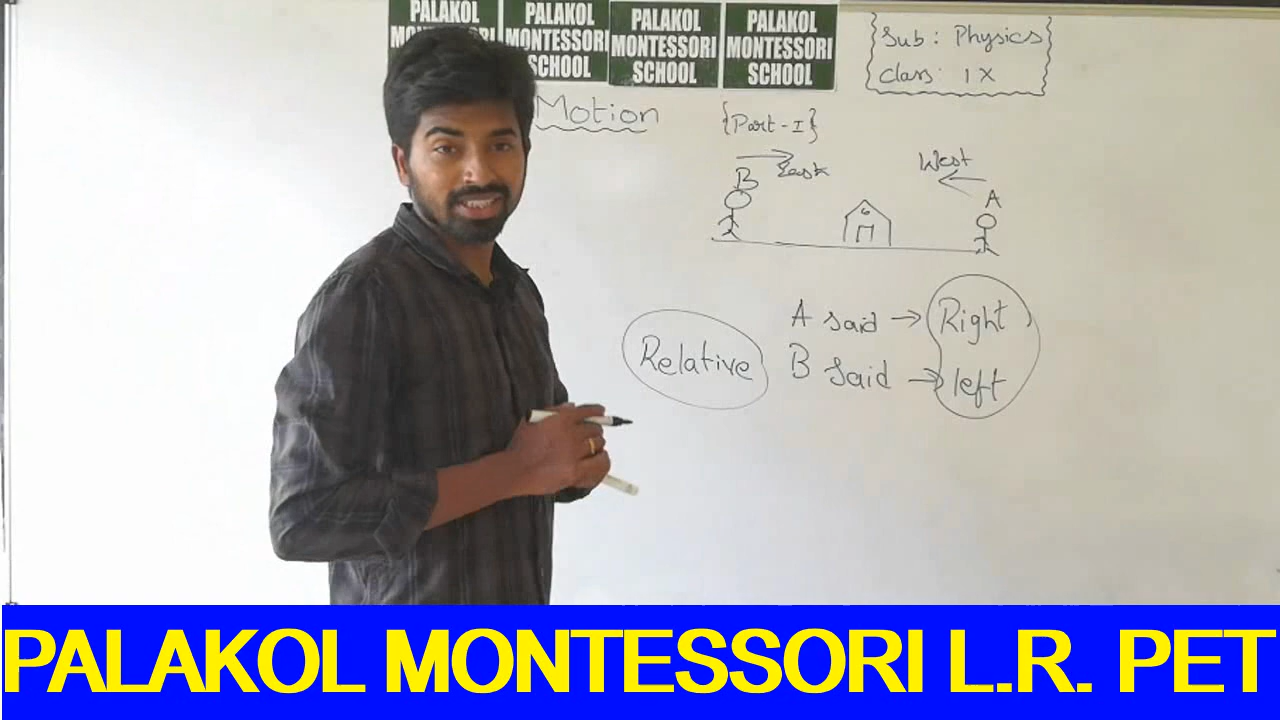 PALAKOL MONTESSORI
PALAKOL MONTESSORI SCHOOL
PALAKOL MONTESSORI SCHOOL
PALAKOL MONTESSORI SCHOOL
Sub : Physics
Class : IX
Motion
{Part-I}
East
West
B
A
G
Relative
A said → Right
B said → left
PALAKOL MONTESSORI L.R. PET